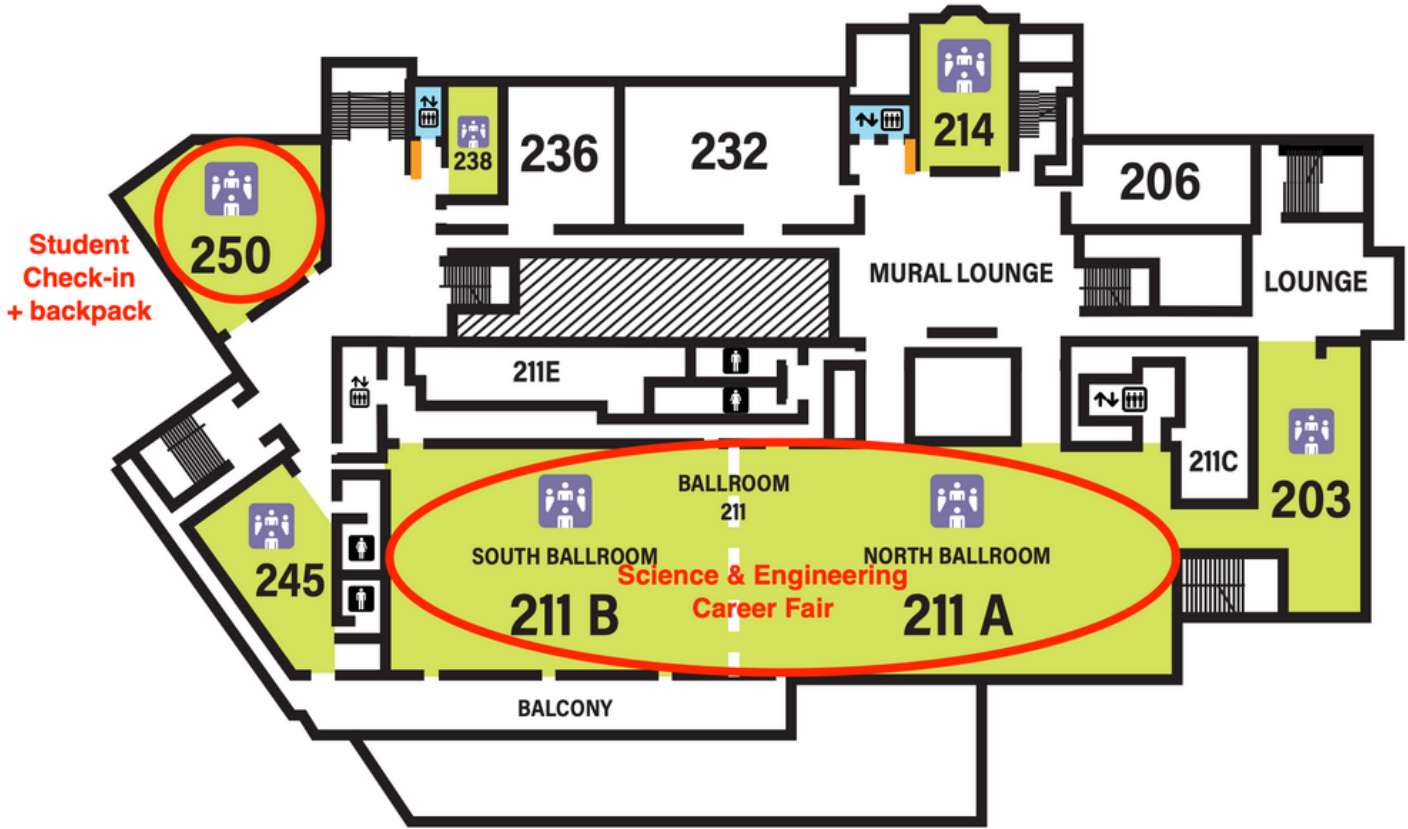 214
238
236
232
206
250
Student
Check-in
+ backpack
MURAL LOUNGE
LOUNGE
211E
211C
203
BALLROOM
211
SOUTH BALLROOM
NORTH BALLROOM
Science & Engineering
Career Fair
245
211 B
211 A
BALCONY